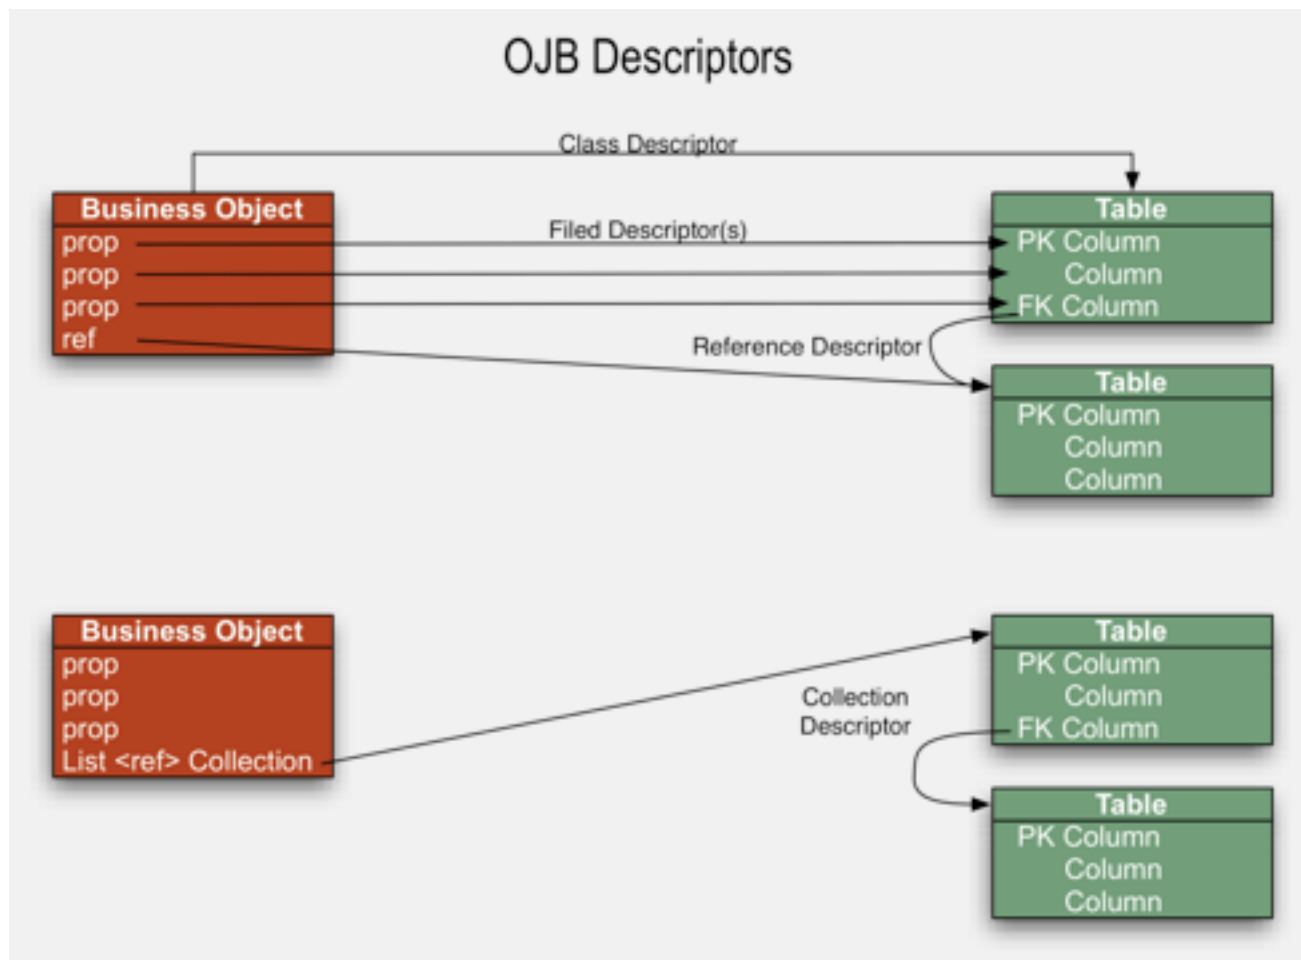 OJB Descriptors
Class Descriptor
Business Object
prop
prop
prop
ref
Filed Descriptor(s)
Table
PK Column
Column
FK Column
Reference Descriptor
Table
PK Column
Column
Column
Business Object
prop
prop
prop
List <ref> Collection
Collection
Descriptor
Table
PK Column
Column
FK Column
Table
PK Column
Column
Column